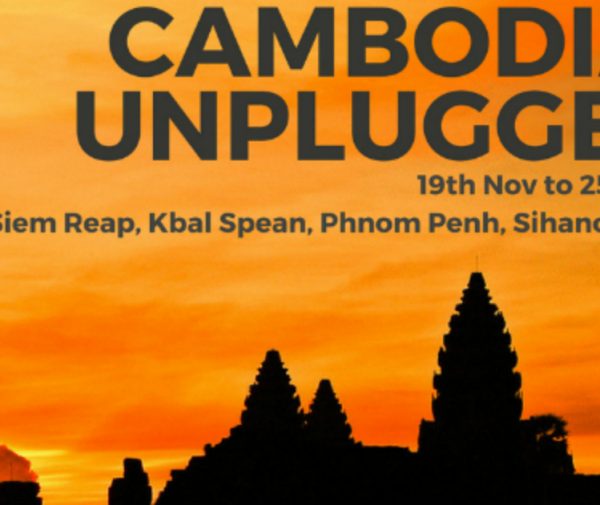 CAMBODI
UNPLUGGE
19th Nov to 25
Siem Reap, Kbal Spean, Phnom Penh, Sihano